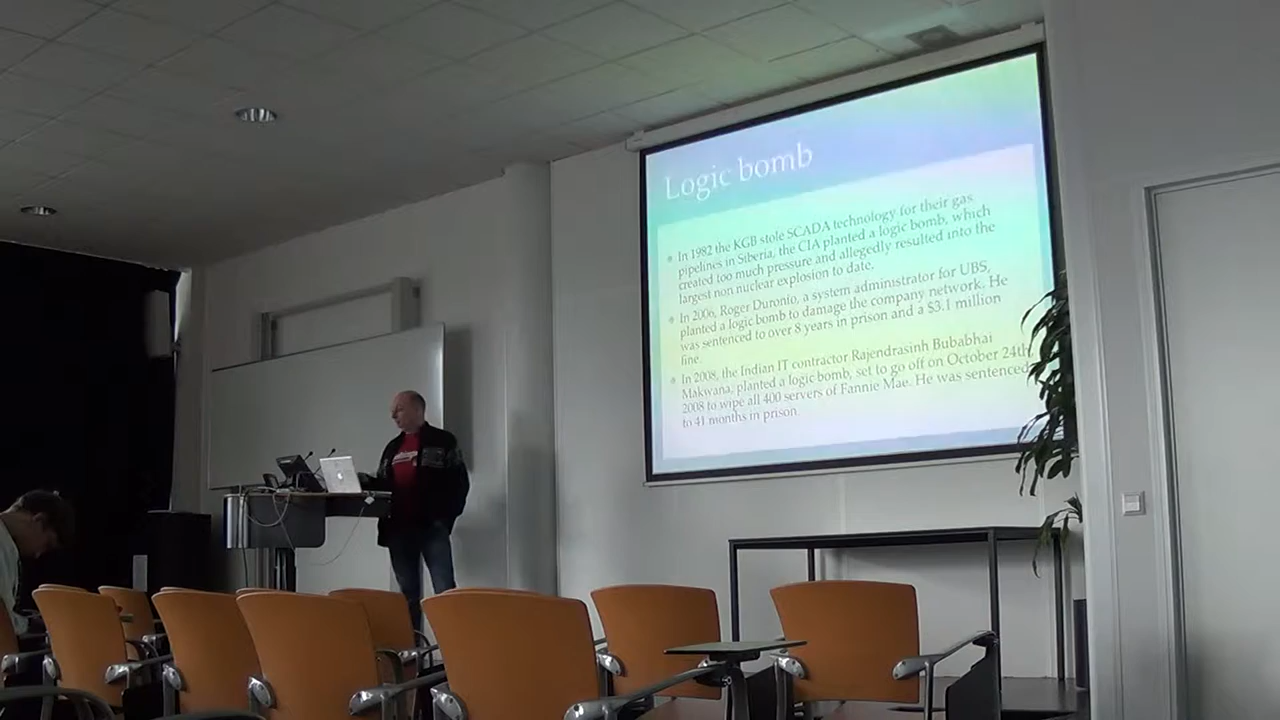 Logic bomb
In 1982 the KGB stole SCADA technology for their gas
pipelines in Siberia, the CIA planted a logic bomb, which
created too much pressure and allegedly resulted into the
largest non nuclear explosion to date.
In 2006, Roger Duronio, a system administrator for UBS,
planted a logic bomb to damage the company network. He
was sentenced to over 8 years in prison and a $3.1 million
fine.
In 2008, the Indian IT contractor Rajendrasinh Bubabhai
Makwana, planted a logic bomb, set to go off on October 24th
2008 to wipe all 400 servers of Fannie Mae. He was sentenced
to 41 months in prison.